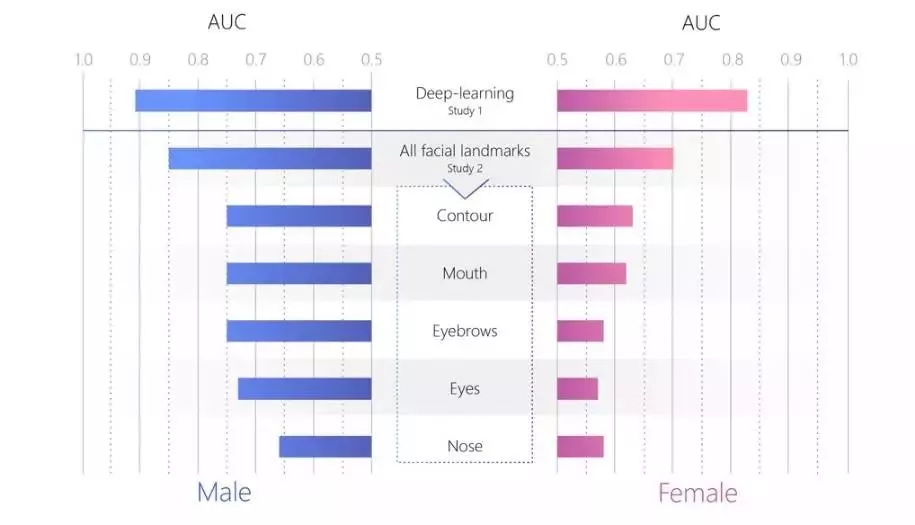 AUC AUC
1.0 0.9 0.8 0.7 0.6 0.5 0.5 0.6 0.7 0.8 0.9 1.0
Deep-learning
Study 1
All facial landmarks
Study 2
Contour
Mouth
Eyebrows
Eyes
Nose
Male Female